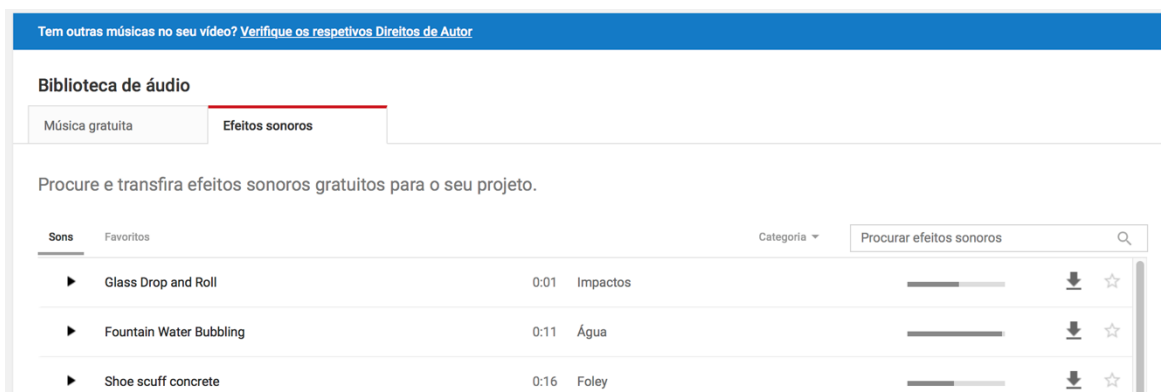 Tem outras músicas no seu vídeo? Verifique os respetivos Direitos de Autor
Biblioteca de áudio
Música gratuita Efeitos sonoros
Procure e transfira efeitos sonoros gratuitos para o seu projeto.
Sons Favoritos Categoria Procurar efeitos sonoros
Glass Drop and Roll 0:01 Impactos
Fountain Water Bubbling 0:11 Água
Shoe scuff concrete 0:16 Foley